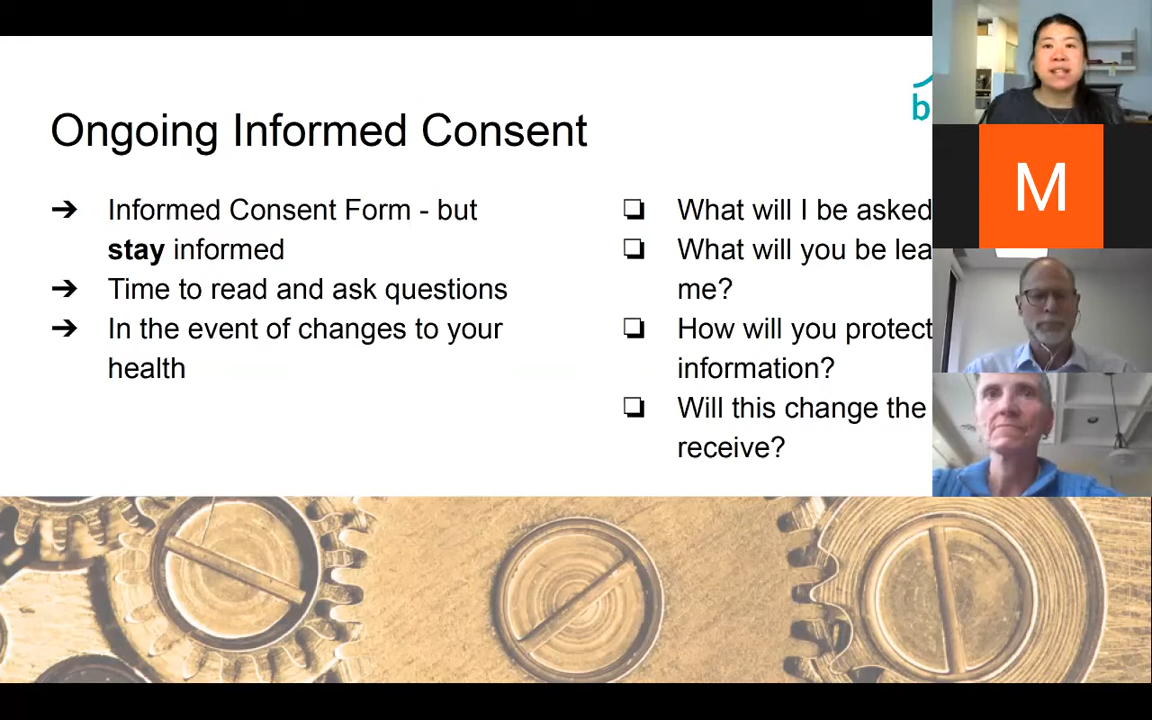 Ongoing Informed Consent
Informed Consent Form - but
stay informed
Time to read and ask questions
In the event of changes to your
health
What will I be asked
What will you be
me?
How will you protect
information?
Will this change the
receive?
b
M